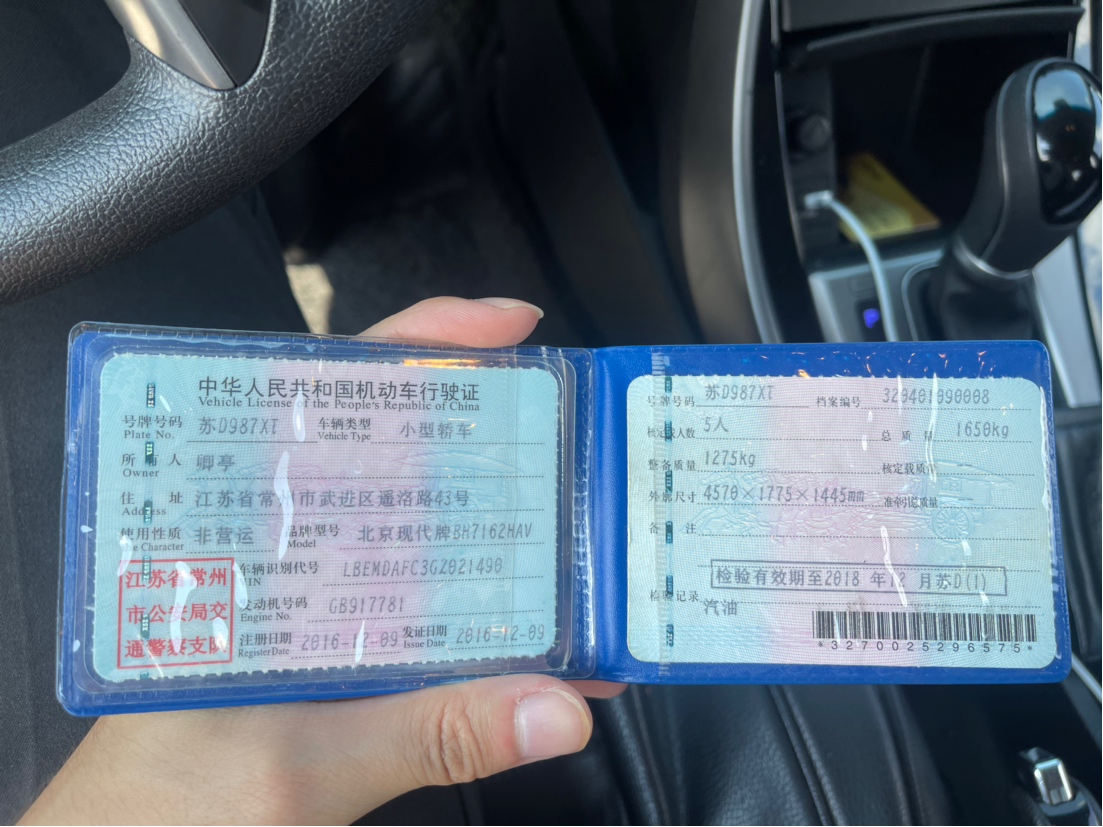 中华人民共和国机动车行驶证
Vehicle License of the People's Republic of China
号牌号码 苏D987XT 车辆类型 小型轿车
Plate No. Vehicle Type
所有人 卿亭
Owner
住址 江苏省常州市武进区通洛路43号
Address
使用性质 非营运 品牌型号 北京现代牌BH7162HAV
Use Character Model
江苏省常州
市公安局交
通警察支队
车辆识别代号 LBEMDAFC3GZ021490
VIN
发动机号码 GB917781
Engine No.
注册日期 2016-12-09 发证日期 2016-12-09
Register Date Issue Date
号牌号码 苏D987XT 档案编号 320401090008
核定载人数 5人 总质量 1650kg
整备质量 1275kg 核定载质量
外廓尺寸 4570×1775×1445mm 准牵引总质量
备注
检验有效期至2018 年12 月苏D(1)
检验记录
汽油
*3270025296575*